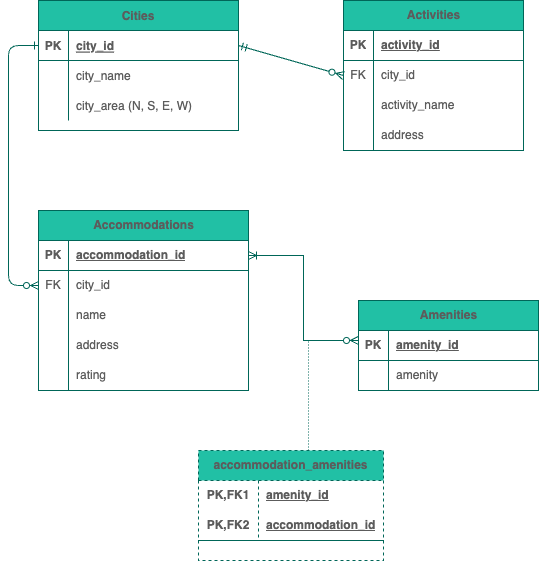 Cities
PK city_id
city_name
city_area (N, S, E, W)
Activities
PK activity_id
FK city_id
activity_name
address
Accommodations
PK accommodation_id
FK city_id
name
address
rating
Amenities
PK amenity_id
amenity
accommodation_amenities
PK,FK1 amenity_id
PK,FK2 accommodation_id